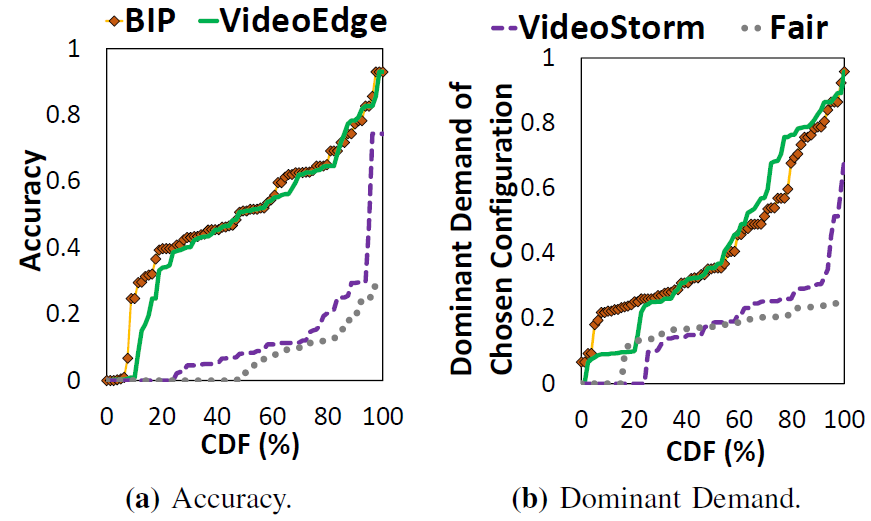 BIP VideoEdge VideoStorm Fair
Accuracy
1
0.8
0.6
0.4
0.2
0
0 20 40 60 80 100
CDF (%)
(a) Accuracy.
Dominant Demand of
Chosen Configuration
1
0.8
0.6
0.4
0.2
0
0 20 40 60 80 100
CDF (%)
(b) Dominant Demand.